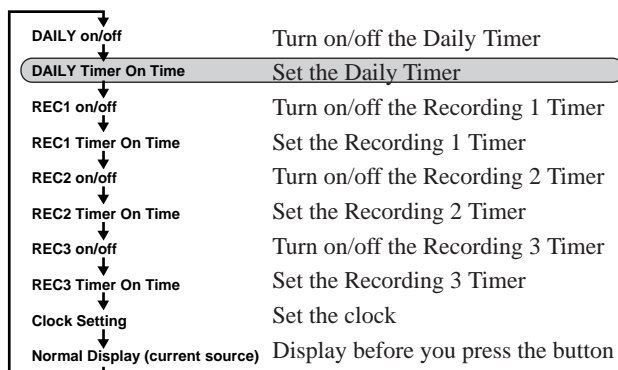 DAILY on/off Turn on/off the Daily Timer
DAILY Timer On Time Set the Daily Timer
REC1 on/off Turn on/off the Recording 1 Timer
REC1 Timer On Time Set the Recording 1 Timer
REC2 on/off Turn on/off the Recording 2 Timer
REC2 Timer On Time Set the Recording 2 Timer
REC3 on/off Turn on/off the Recording 3 Timer
REC3 Timer On Time Set the Recording 3 Timer
Clock Setting Set the clock
Normal Display (current source) Display before you press the button